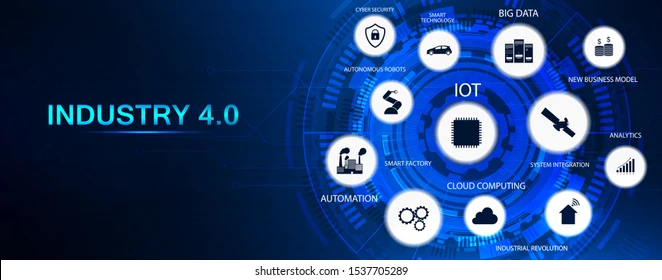 CYBER SECURITY
SMART
TECHNOLOGY
BIG DATA
AUTONOMOUS ROBOTS
NEW BUSINESS MODEL
IOT
INDUSTRY 4.0
ANALYTICS
SMART FACTORY
SYSTEM INTEGRATION
AUTOMATION
CLOUD COMPUTING
INDUSTRIAL REVOLUTION
shutterstock.com · 1537705289